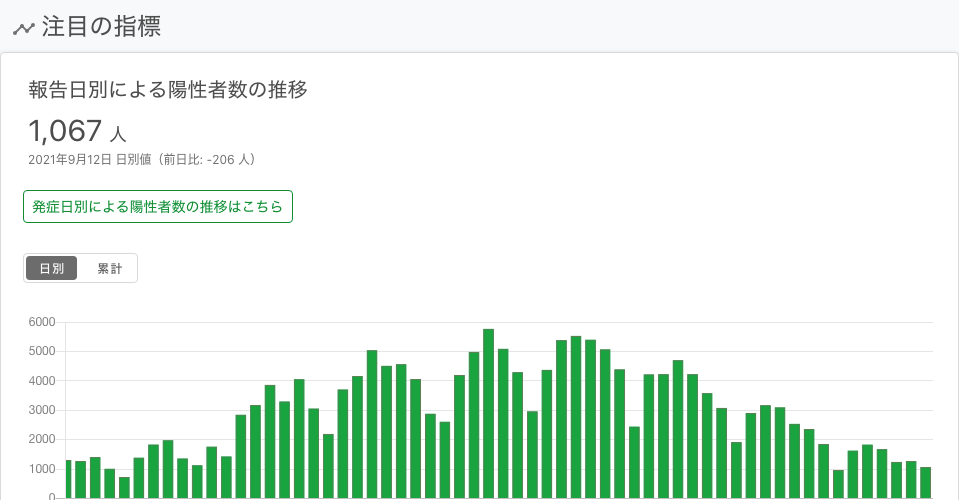 注目の指標
報告日別による陽性者数の推移
1,067 人
2021年9月12日 日別値（前日比: -206 人）
発症日別による陽性者数の推移はこちら
日別 累計
6000
5000
4000
3000
2000
1000
0